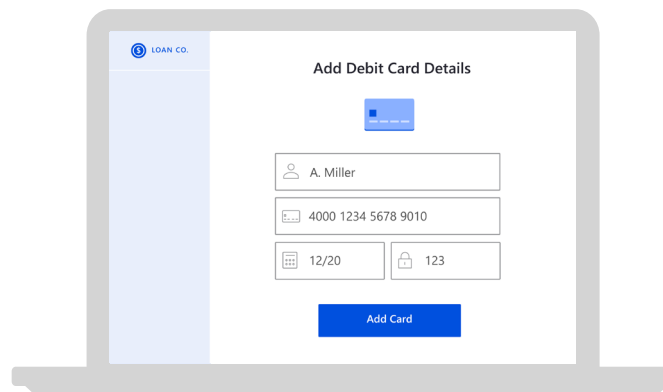 LOAN CO.
Add Debit Card Details
A. Miller
4000 1234 5678 9010
12/20
123
Add Card